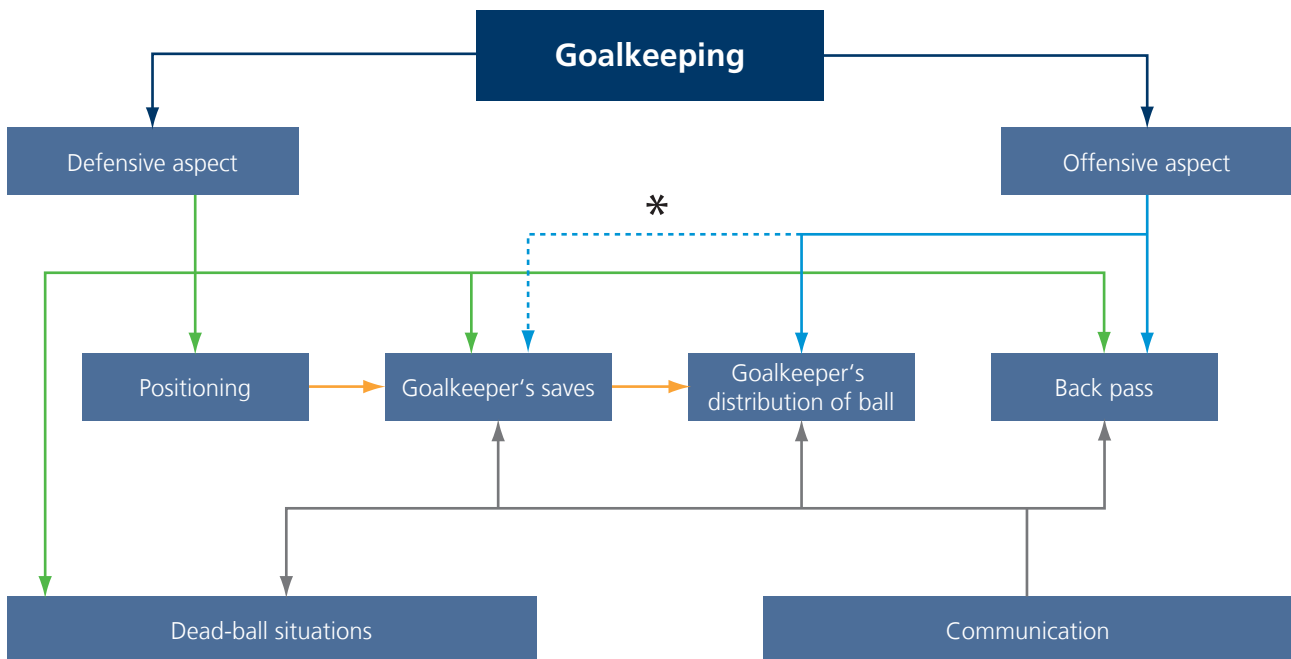 Goalkeeping
Defensive aspect
Offensive aspect
*
Positioning
Goalkeeper‘s saves
Goalkeeper‘s
distribution of ball
Back pass
Dead-ball situations
Communication